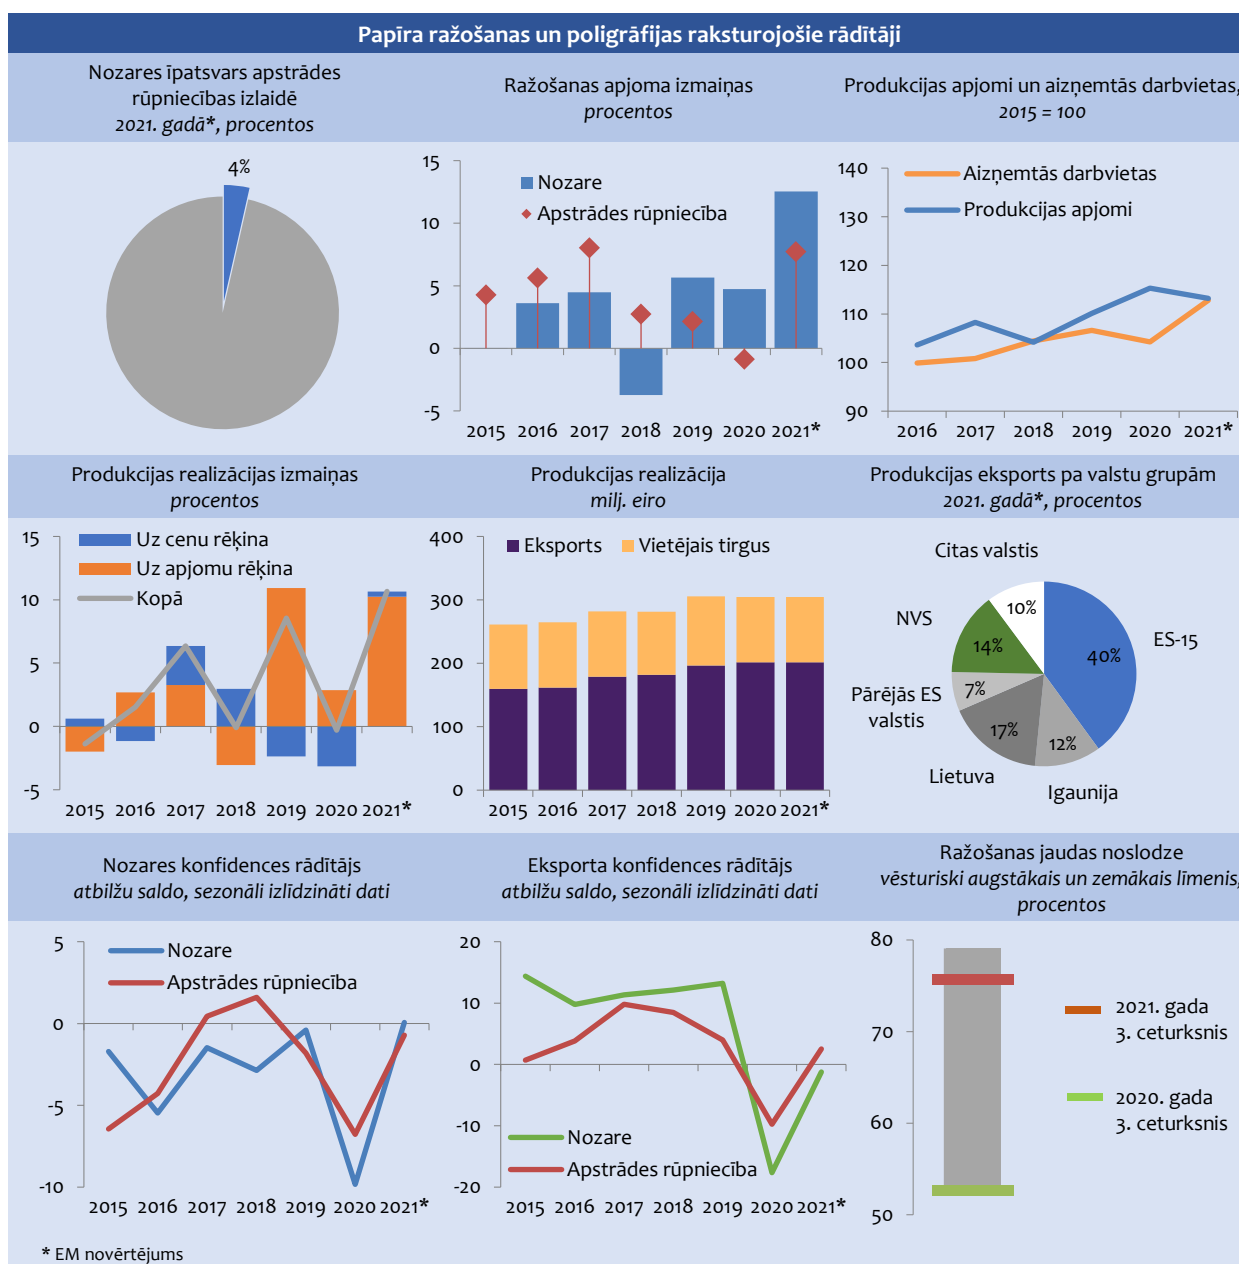 Papīra ražošanas un poligrāfijas raksturojošie rādītāji
Nozares īpatsvars apstrādes
rūpniecības izlaidē
2021. gadā*, procentos
4%
Ražošanas apjoma izmaiņas
procentos
15
10
5
0
-5
Nozare
Apstrādes rūpniecība
2015 2016 2017 2018 2019 2020 2021*
Produkcijas apjomi un aizņemtās darbvietas,
2015 = 100
140
130
120
110
100
90
Aizņemtās darbvietas
Produkcijas apjomi
2016 2017 2018 2019 2020 2021*
Produkcijas realizācijas izmaiņas
procentos
15
10
5
0
-5
Uz cenu rēķina
Uz apjomu rēķina
Kopā
2015 2016 2017 2018 2019 2020 2021*
Produkcijas realizācija
milj. eiro
400
300
200
100
0
Eksports Vietējais tirgus
2015 2016 2017 2018 2019 2020 2021*
Produkcijas eksports pa valstu grupām
2021. gadā*, procentos
Citas valstis
10%
NVS
14%
ES-15
40%
Pārējās ES
valstis
7%
17%
12%
Lietuva
Igaunija
Nozares konfidences rādītājs
atbilžu saldo, sezonāli izlīdzināti dati
5
0
-5
-10
Nozare
Apstrādes rūpniecība
2015 2016 2017 2018 2019 2020 2021*
Eksporta konfidences rādītājs
atbilžu saldo, sezonāli izlīdzināti dati
20
10
0
-10
-20
Nozare
Apstrādes rūpniecība
2015 2016 2017 2018 2019 2020 2021*
Ražošanas jaudas noslodze
vēsturiski augstākais un zemākais līmenis,
procentos
80
70
60
50
2021. gada
3. ceturksnis
2020. gada
3. ceturksnis
* EM novērtējums